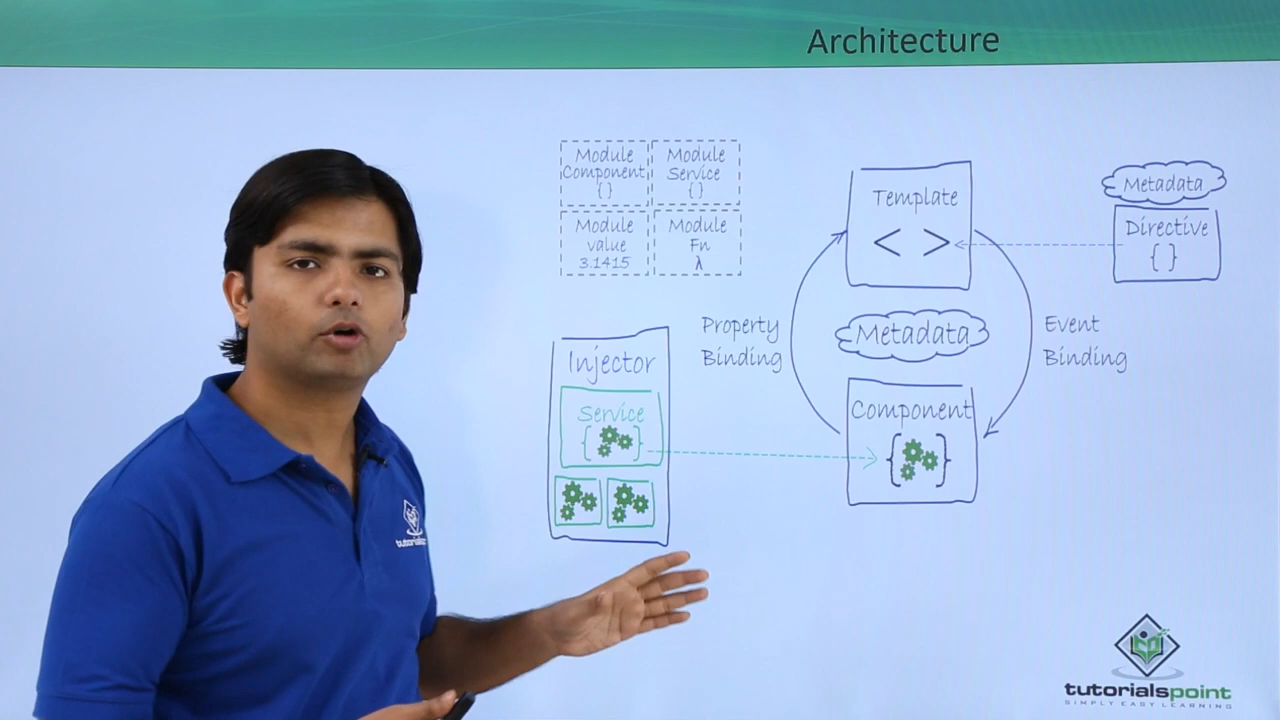 Architecture
Module
Component
{ }
Module
Service
{ }
Module
value
3.1415
Module
Fn
λ
Template
< >
Metadata
Directive
{ }
Property
Binding
Metadata
Event
Binding
Injector
Service
{ }
Component
{ }
tutorialspoint
SIMPLY EASY LEARNING